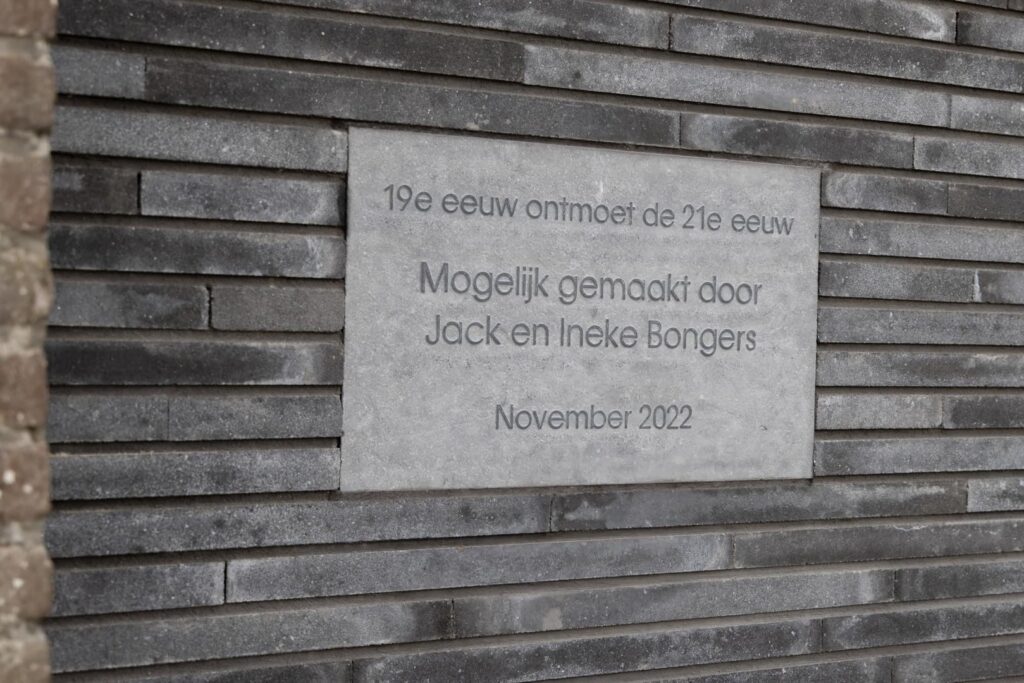 19e eeuw ontmoet de 21e eeuw
Mogelijk gemaakt door
Jack en Ineke Bongers
November 2022